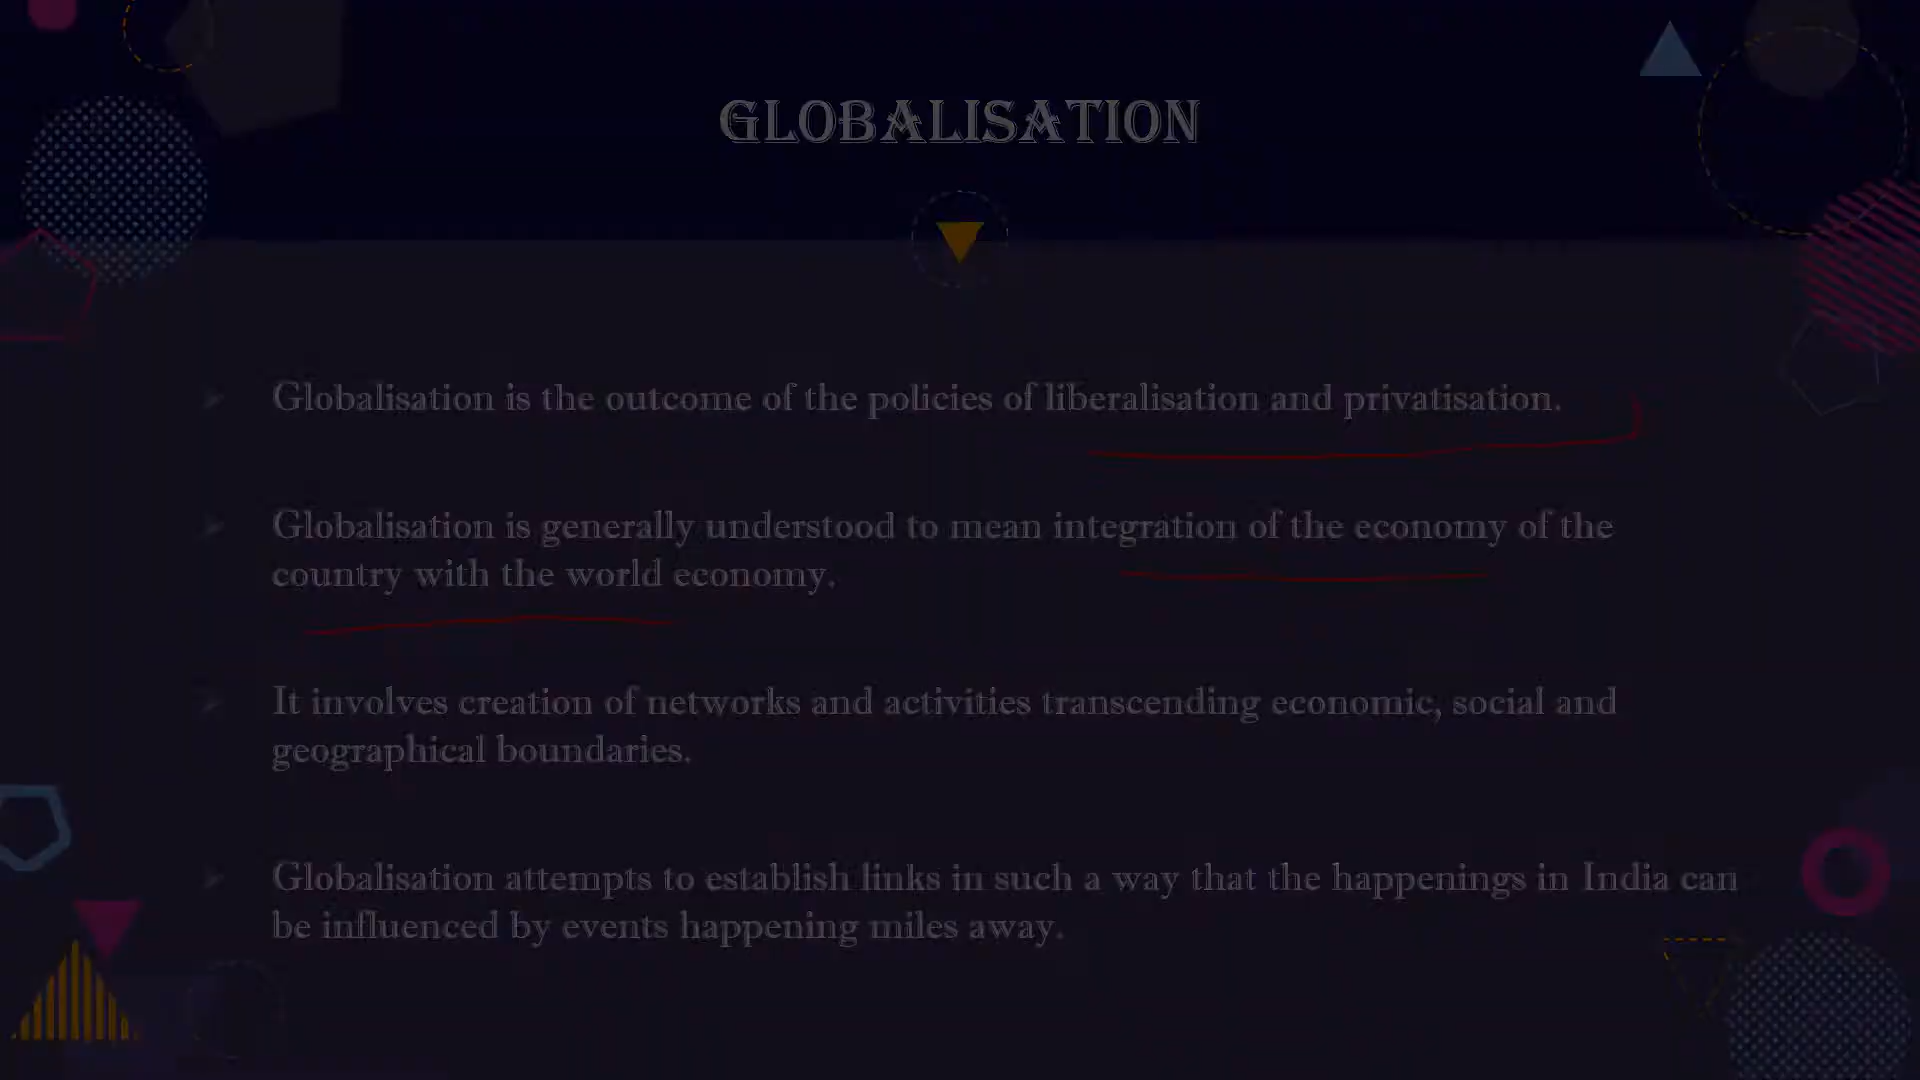 GLOBALISATION
Globalisation is the outcome of the policies of liberalisation and privatisation.
Globalisation is generally understood to mean integration of the economy of the
country with the world economy.
It involves creation of networks and activities transcending economic, social and
geographical boundaries.
Globalisation attempts to establish links in such a way that the happenings in India can
be influenced by events happening miles away.